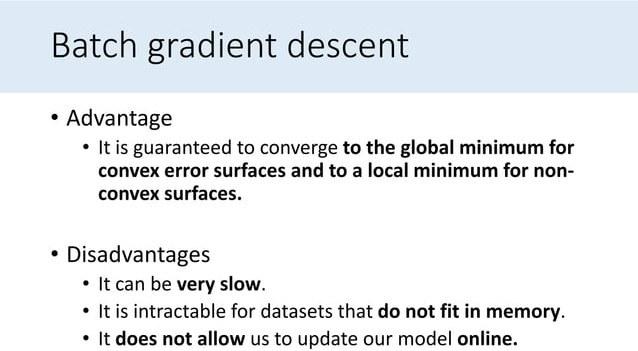 Batch gradient descent
• Advantage
• It is guaranteed to converge to the global minimum for
convex error surfaces and to a local minimum for non-
convex surfaces.
• Disadvantages
• It can be very slow.
• It is intractable for datasets that do not fit in memory.
• It does not allow us to update our model online.